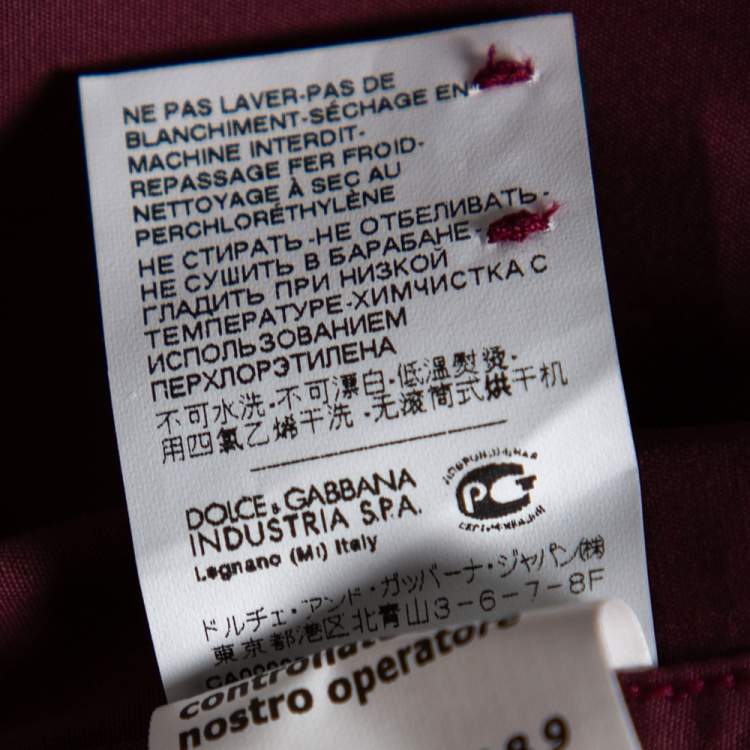 NE PAS LAVER-PAS DE
BLANCHIMENT-SÉCHAGE EN
MACHINE INTERDIT-
REPASSAGE FER FROID-
NETTOYAGE À SEC AU
PERCHLORÉTHYLÈNE
НЕ СТИРАТЬ-НЕ ОТБЕЛИВАТЬ-
НЕ СУШИТЬ В БАРАБАНЕ-
ГЛАДИТЬ ПРИ НИЗКОЙ
ТЕМПЕРАТУРЕ-ХИМЧИСТКА С
ИСПОЛЬЗОВАНИЕМ
ПЕРХЛОРЭТИЛЕНА
不可水洗·不可漂白·低温熨烫·
用四氯乙烯干洗·无滚筒式烘干机
DOLCE & GABBANA
INDUSTRIA S.P.A.
Legnano (MI) Italy
РСТ
ドルチェ・アンド・ガッバーナ・ジャパン㈱
東京都港区北青山3-6-7-8F
nostro operatore
8.9